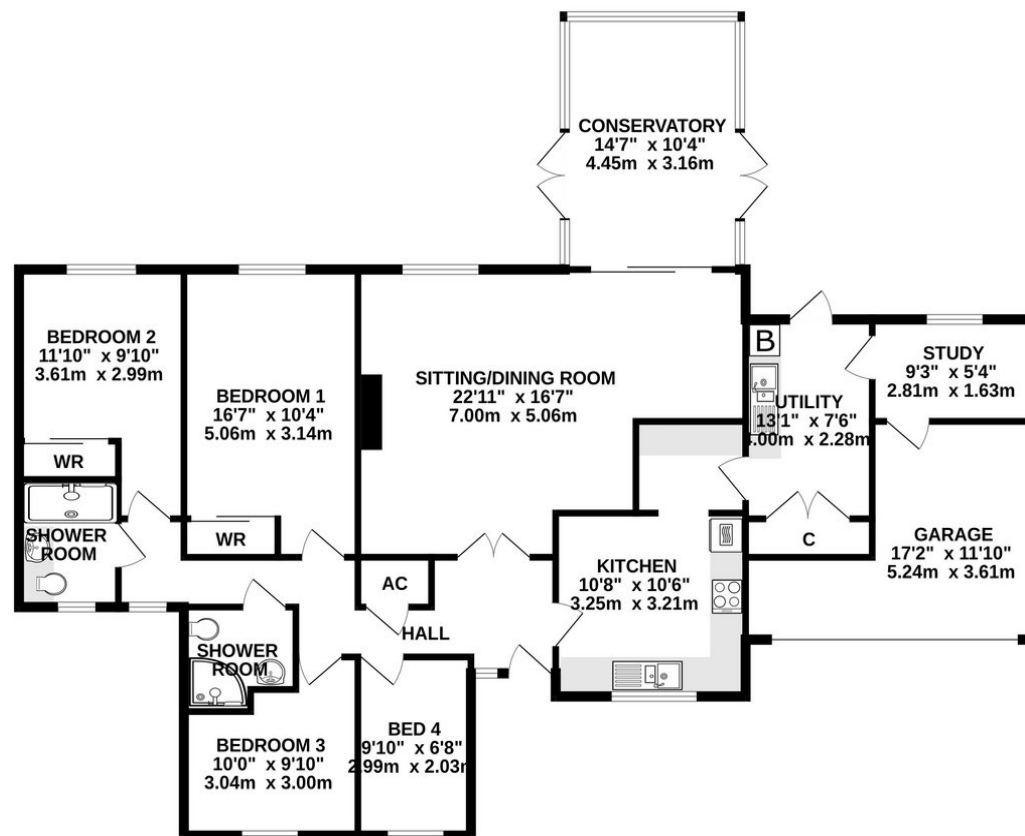 CONSERVATORY
14'7" x 10'4"
4.45m x 3.16m
BEDROOM 2
11'10" x 9'10"
3.61m x 2.99m
WR
BEDROOM 1
16'7" x 10'4"
5.06m x 3.14m
WR
SITTING/DINING ROOM
22'11" x 16'7"
7.00m x 5.06m
B
UTILITY
13'1" x 7'6"
4.00m x 2.28m
STUDY
9'3" x 5'4"
2.81m x 1.63m
C
GARAGE
17'2" x 11'10"
5.24m x 3.61m
SHOWER
ROOM
AC
KITCHEN
10'8" x 10'6"
3.25m x 3.21m
HALL
SHOWER
ROOM
BEDROOM 3
10'0" x 9'10"
3.04m x 3.00m
BED 4
9'10" x 6'8"
2.99m x 2.03m